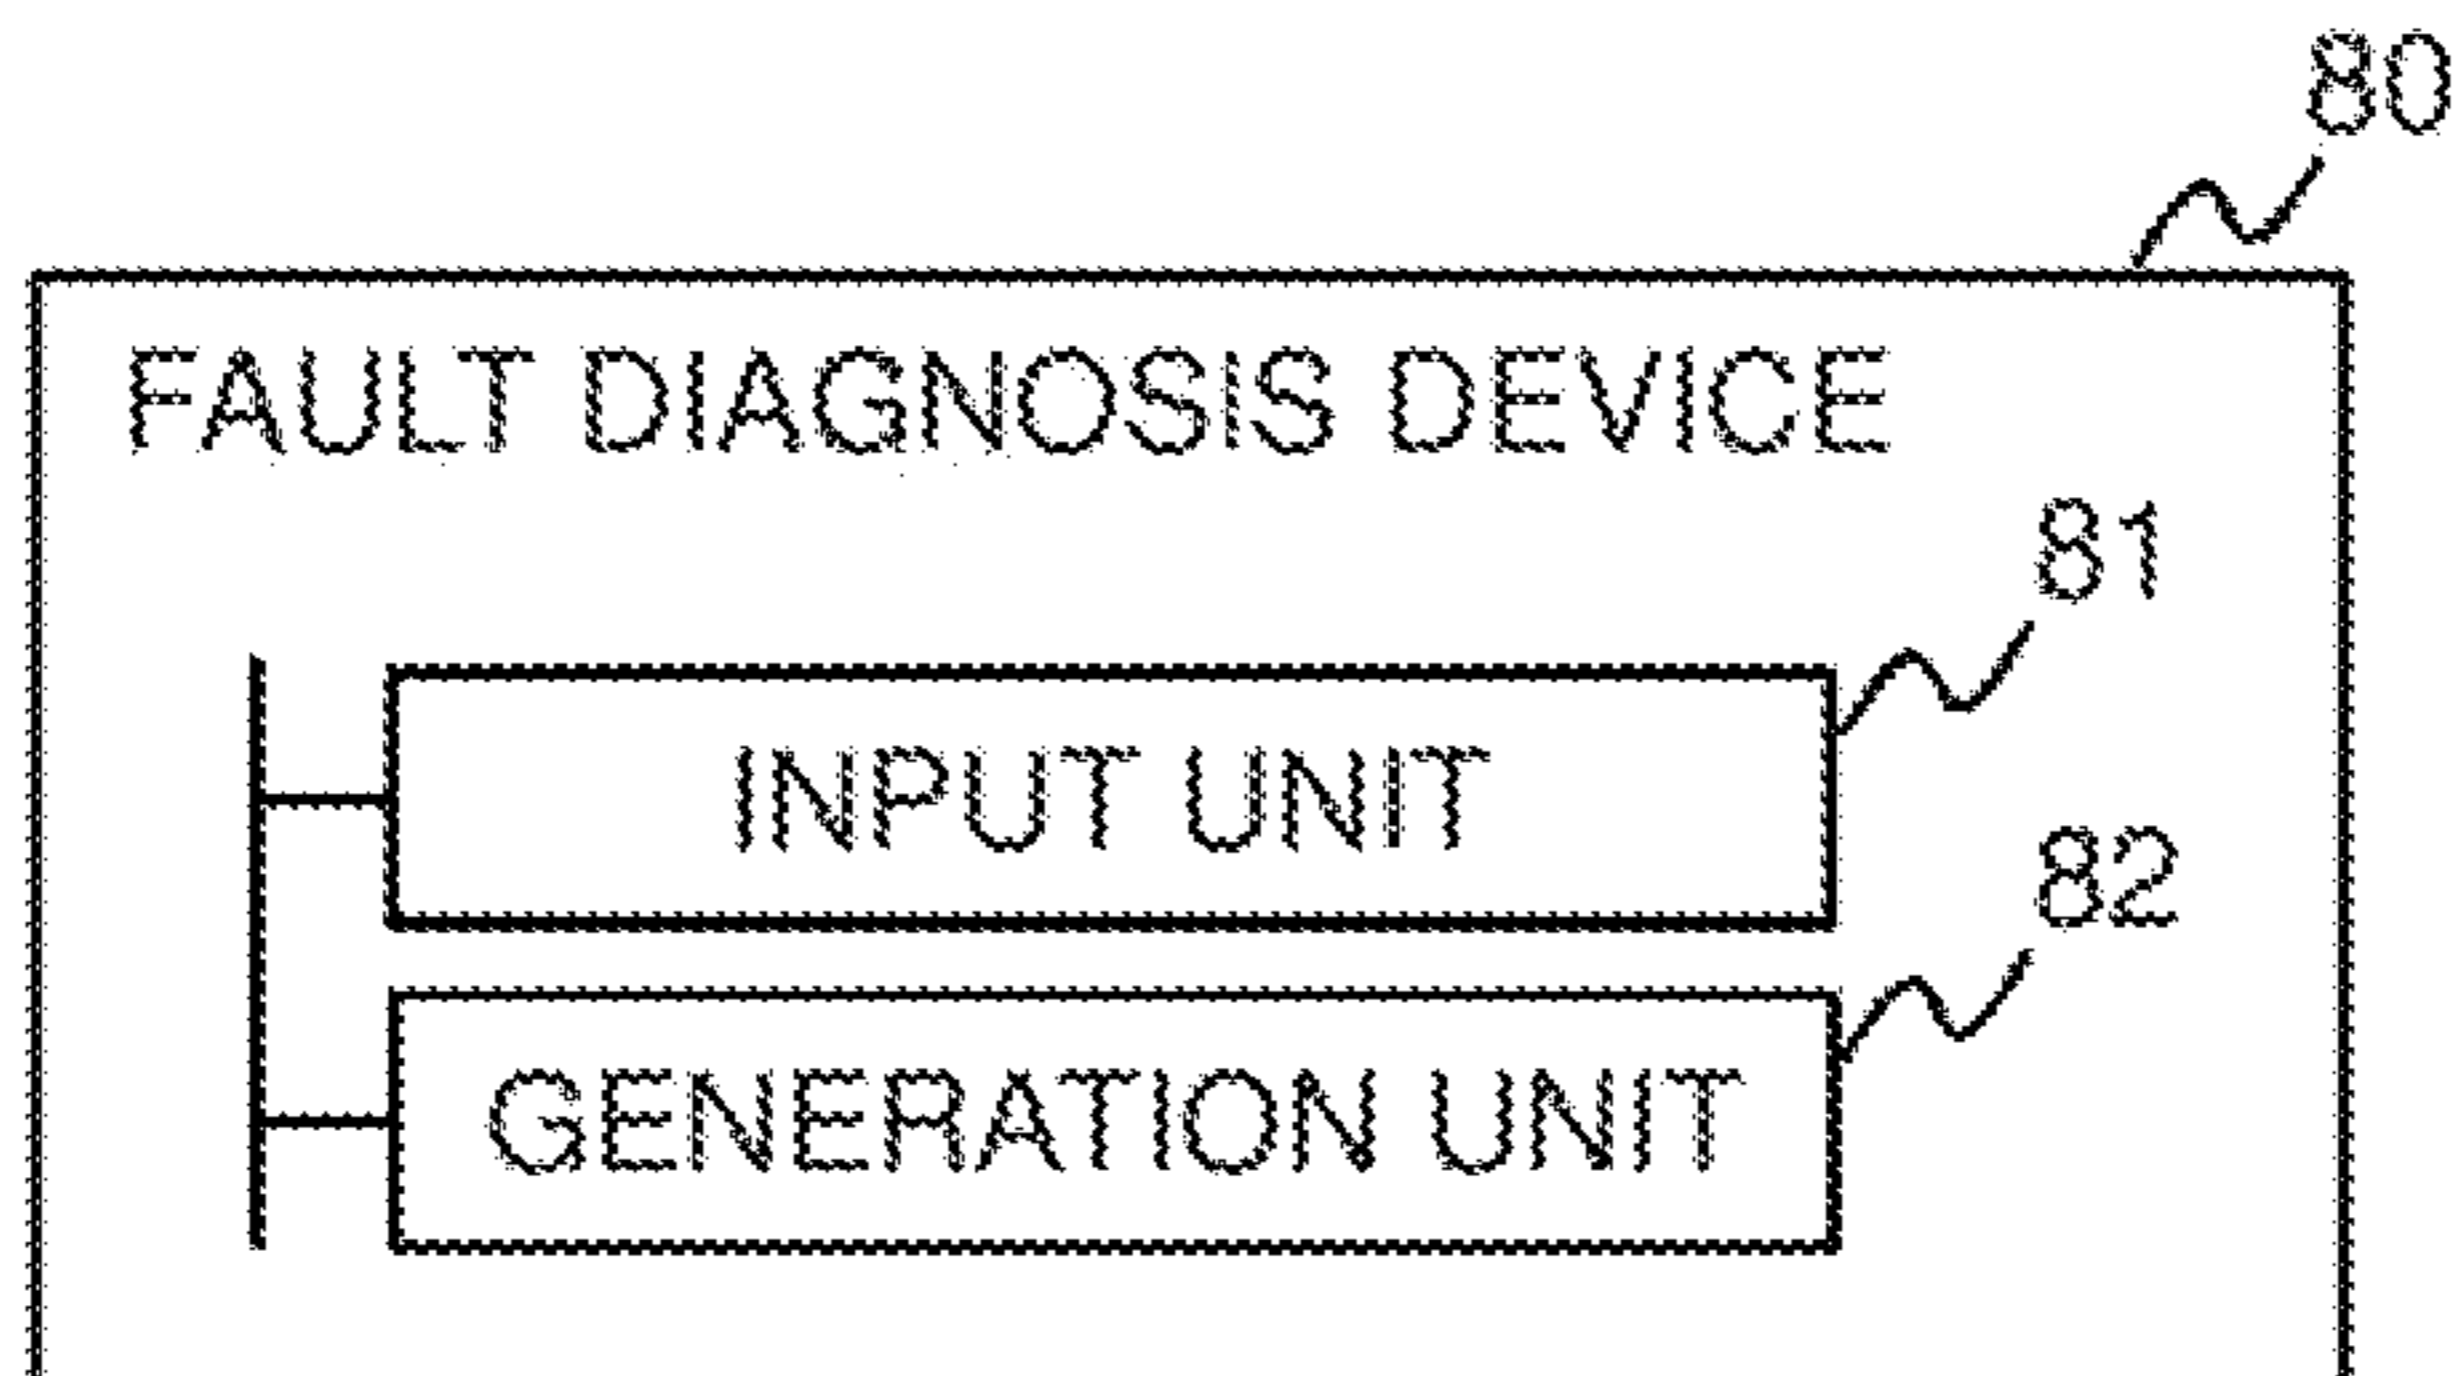 80
FAULT DIAGNOSIS DEVICE
81
INPUT UNIT
82
GENERATION UNIT